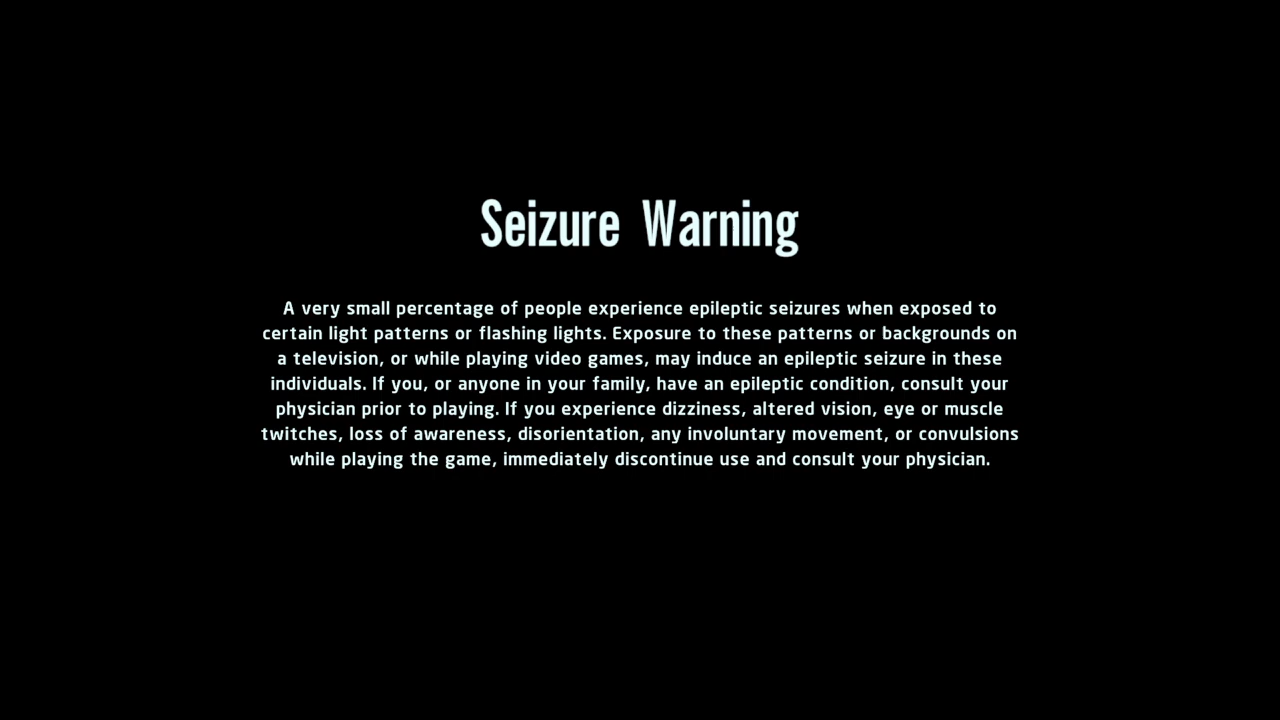 Seizure Warning
A very small percentage of people experience epileptic seizures when exposed to
certain light patterns or flashing lights. Exposure to these patterns or backgrounds on
a television, or while playing video games, may induce an epileptic seizure in these
individuals. If you, or anyone in your family, have an epileptic condition, consult your
physician prior to playing. If you experience dizziness, altered vision, eye or muscle
twitches, loss of awareness, disorientation, any involuntary movement, or convulsions
while playing the game, immediately discontinue use and consult your physician.